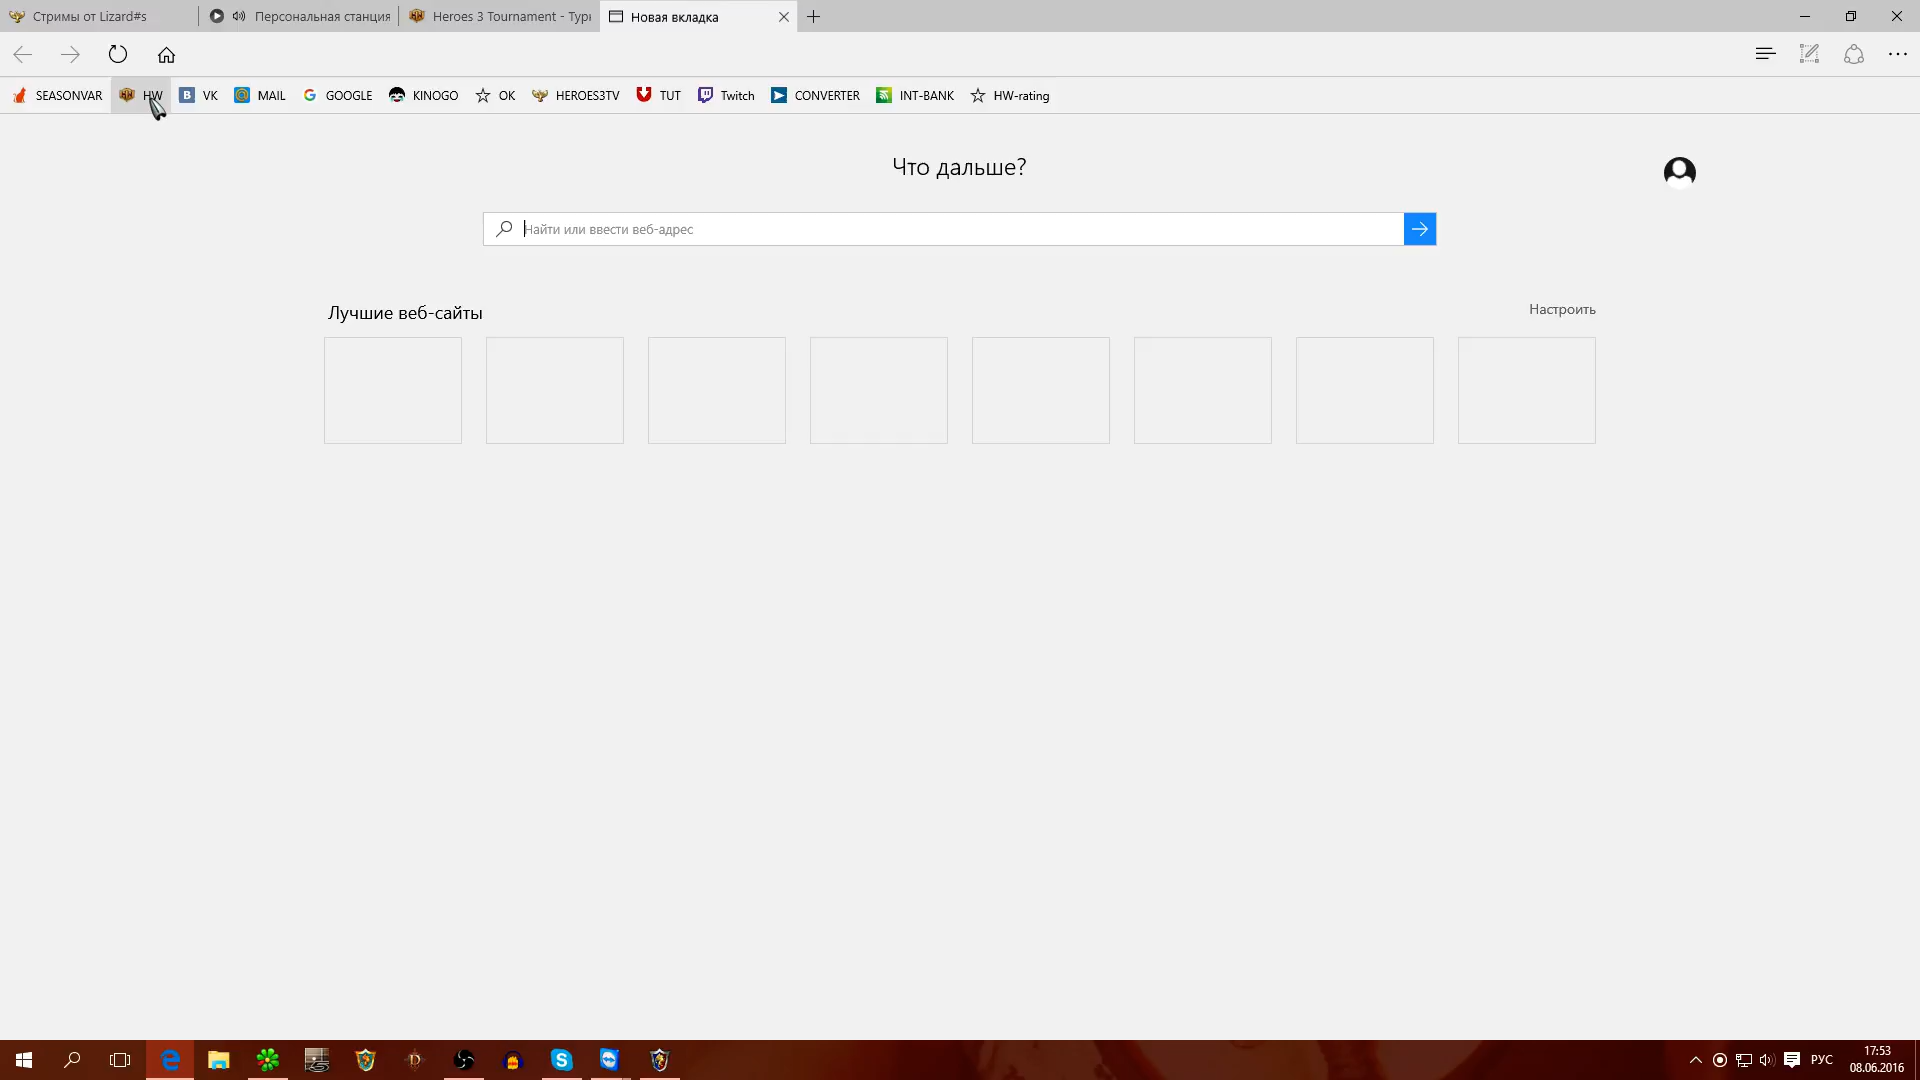 Стримы от Lizard#s
Персональная станция
Heroes 3 Tournament - Тур
Новая вкладка
SEASONVAR
HW
VK
MAIL
GOOGLE
KINOGO
OK
HEROES3TV
TUT
Twitch
CONVERTER
INT-BANK
HW-rating
Что дальше?
Найти или ввести веб-адрес
Лучшие веб-сайты
Настроить
РУС
17:53
08.06.2016